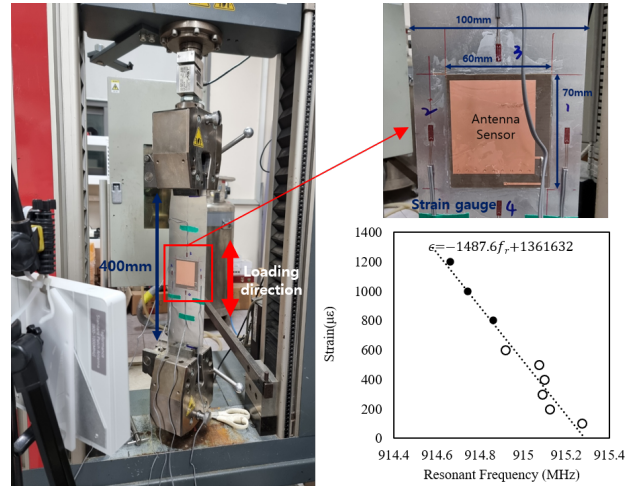 400mm
Loading
direction
100mm
60mm
3
70mm
2
1
Antenna
Sensor
Strain gauge
4
ϵ=−1487.6𝑓ᵣ+1361632
Strain(με)
1400
1200
1000
800
600
400
200
0
914.4 914.6 914.8 915 915.2 915.4
Resonant Frequency (MHz)